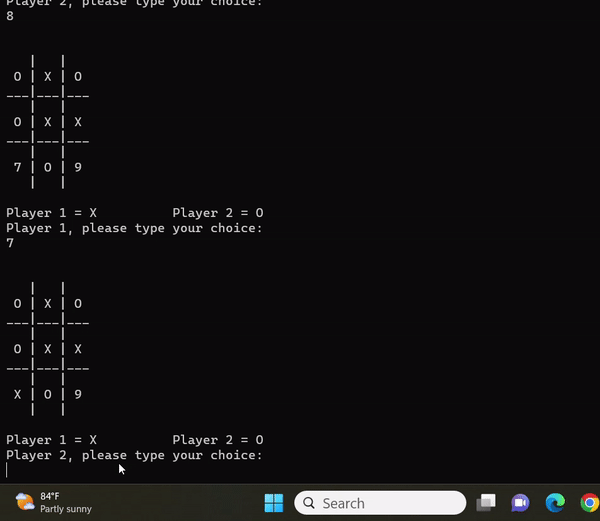 Player 2, please type your choice:
8
O | X | O
O | X | X
7 | O | 9
Player 1 = X          Player 2 = O
Player 1, please type your choice:
7
O | X | O
O | X | X
X | O | 9
Player 1 = X          Player 2 = O
Player 2, please type your choice:
84°F
Partly sunny
Search